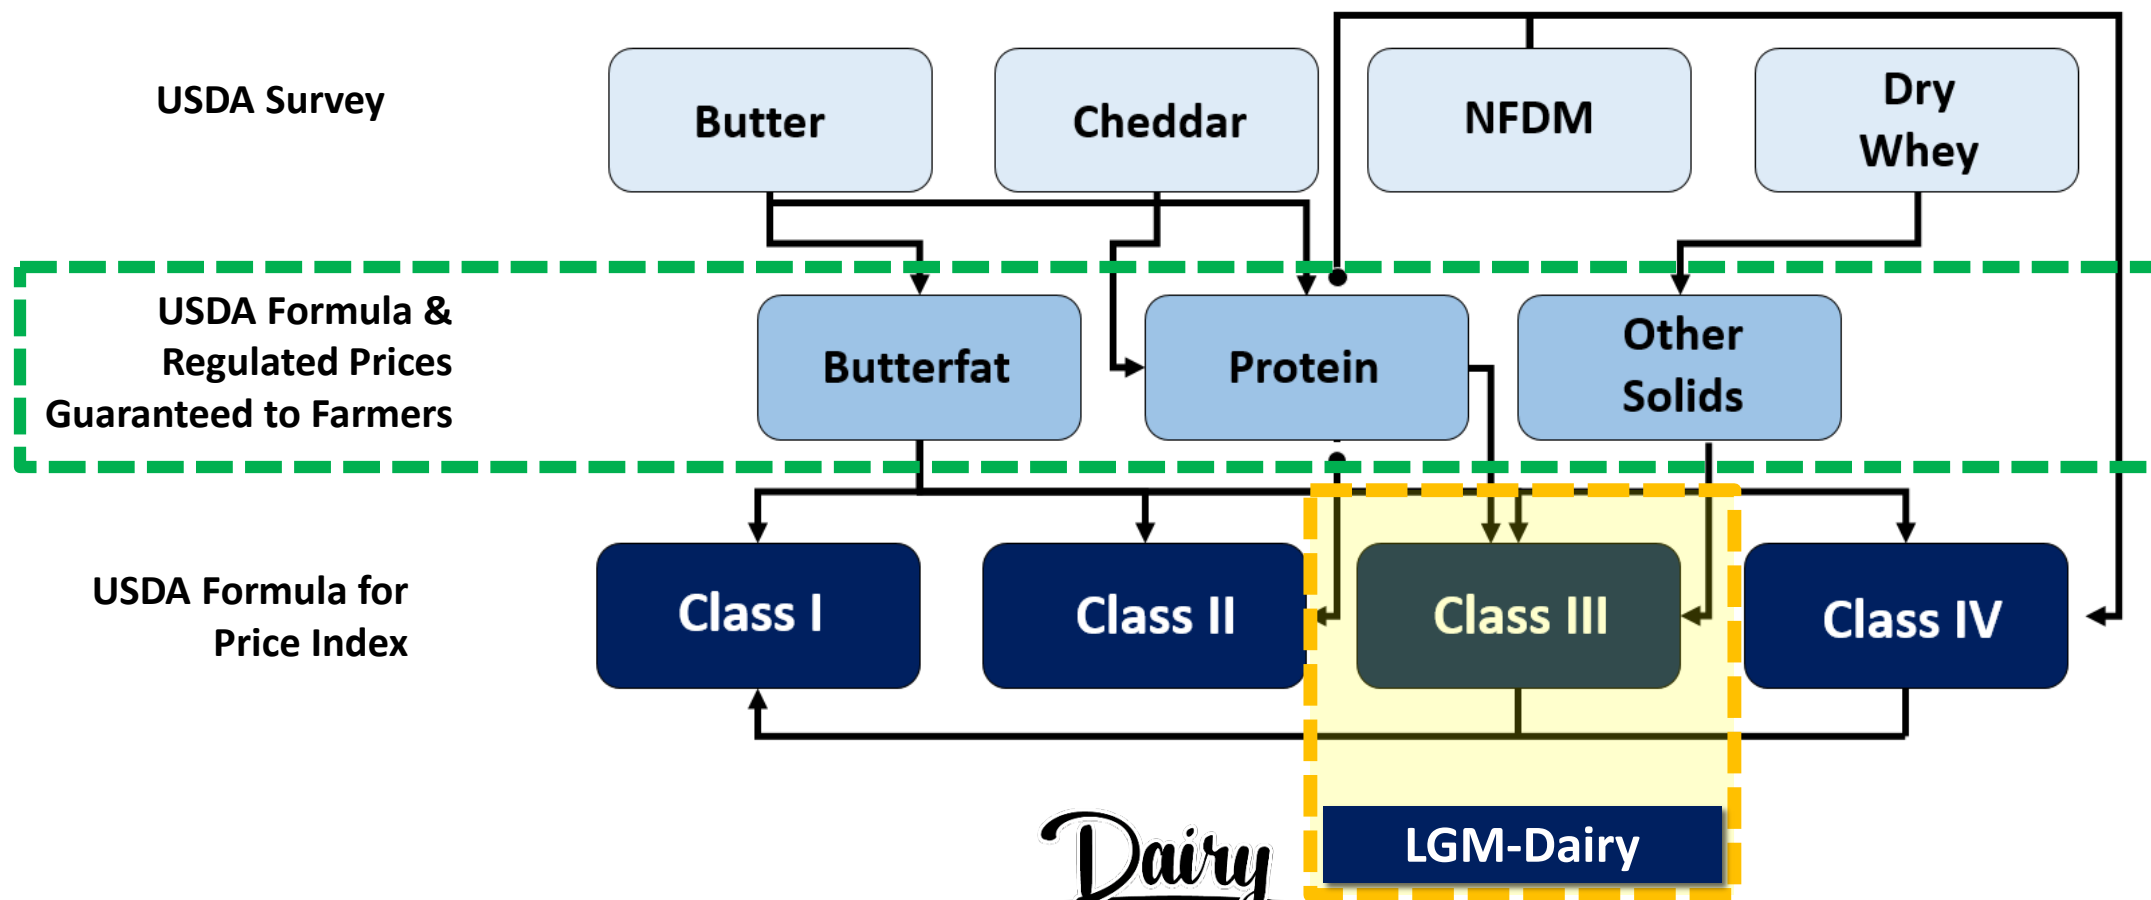 USDA Survey
Butter
Cheddar
NFDM
Dry
Whey
USDA Formula &
Regulated Prices
Guaranteed to Farmers
Butterfat
Protein
Other
Solids
USDA Formula for
Price Index
Class I
Class II
Class III
Class IV
LGM-Dairy
Dairy